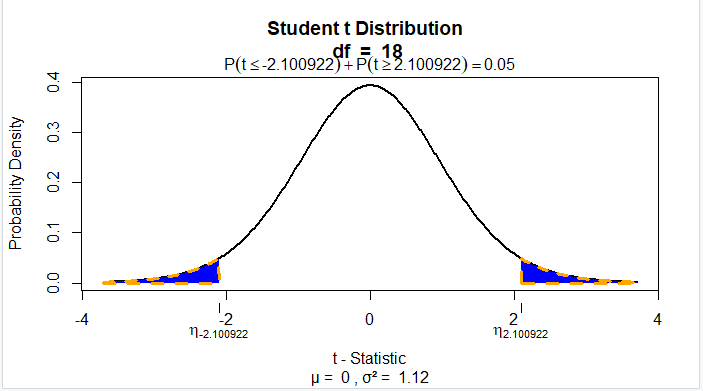 Student t Distribution
df = 18
P(t ≤ -2.100922) + P(t ≥ 2.100922) = 0.05
Probability Density
0.4
0.3
0.2
0.1
0.0
-4 -2 0 2 4
η-2.100922 η2.100922
t - Statistic
μ = 0 , σ² = 1.12